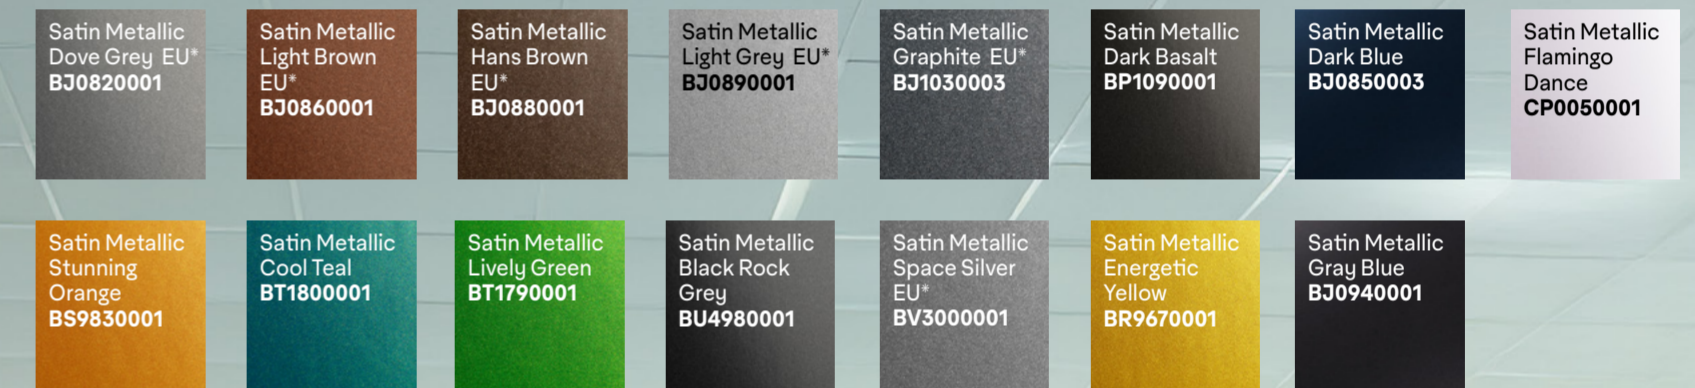 Satin Metallic
Dove Grey EU*
BJ0820001
Satin Metallic
Light Brown
EU*
BJ0860001
Satin Metallic
Hans Brown
EU*
BJ0880001
Satin Metallic
Light Grey EU*
BJ0890001
Satin Metallic
Graphite EU*
BJ1030003
Satin Metallic
Dark Basalt
BP1090001
Satin Metallic
Dark Blue
BJ0850003
Satin Metallic
Flamingo
Dance
CP0050001
Satin Metallic
Stunning
Orange
BS9830001
Satin Metallic
Cool Teal
BT1800001
Satin Metallic
Lively Green
BT1790001
Satin Metallic
Black Rock
Grey
BU4980001
Satin Metallic
Space Silver
EU*
BV3000001
Satin Metallic
Energetic
Yellow
BR9670001
Satin Metallic
Gray Blue
BJ0940001